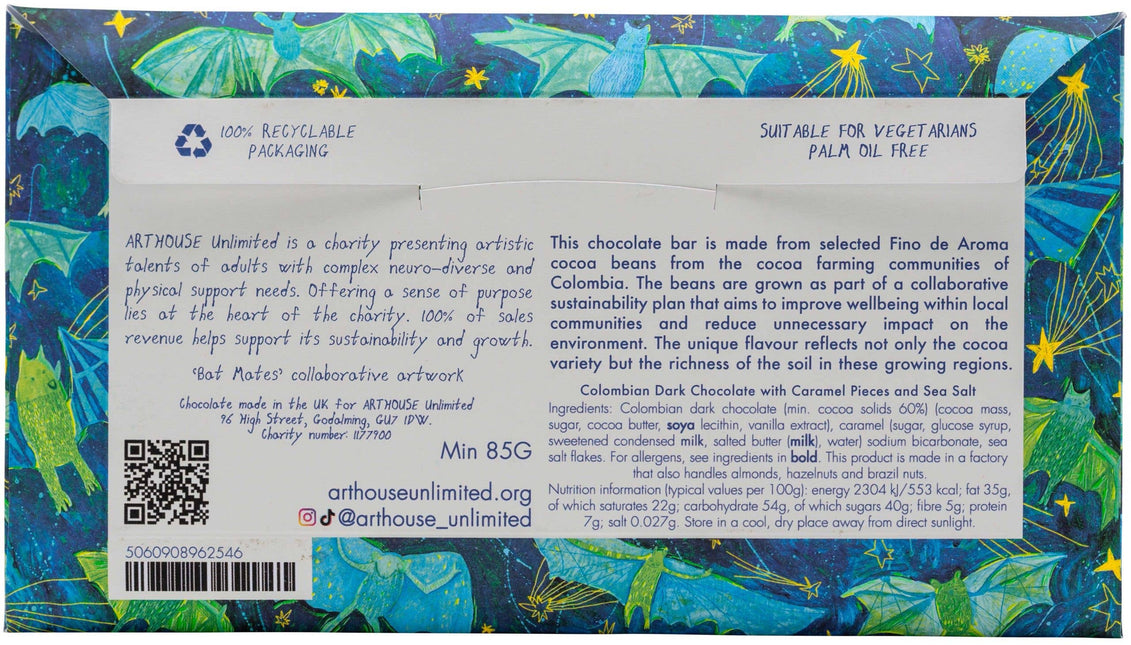 100% RECYCLABLE
PACKAGING
SUITABLE FOR VEGETARIANS
PALM OIL FREE
ARTHOUSE Unlimited is a charity presenting artistic
talents of adults with complex neuro-diverse and
physical support needs. Offering a sense of purpose
lies at the heart of the charity. 100% of sales
revenue helps support its sustainability and growth.
'Bat Mates' collaborative artwork
Chocolate made in the UK for ARTHOUSE Unlimited
96 High Street, Godalming, GU7 1DW.
Charity number: 1177900
Min 85G
arthouseunlimited.org
@arthouse_unlimited
5060908962546
This chocolate bar is made from selected Fino de Aroma
cocoa beans from the cocoa farming communities of
Colombia. The beans are grown as part of a collaborative
sustainability plan that aims to improve wellbeing within local
communities and reduce unnecessary impact on the
environment. The unique flavour reflects not only the cocoa
variety but the richness of the soil in these growing regions.
Colombian Dark Chocolate with Caramel Pieces and Sea Salt
Ingredients: Colombian dark chocolate (min. cocoa solids 60%) (cocoa mass,
sugar, cocoa butter, soya lecithin, vanilla extract), caramel (sugar, glucose syrup,
sweetened condensed milk, salted butter (milk), water) sodium bicarbonate, sea
salt flakes. For allergens, see ingredients in bold. This product is made in a factory
that also handles almonds, hazelnuts and brazil nuts.
Nutrition information (typical values per 100g): energy 2304 kJ/553 kcal; fat 35g,
of which saturates 22g; carbohydrate 54g, of which sugars 40g; fibre 5g; protein
7g; salt 0.027g. Store in a cool, dry place away from direct sunlight.